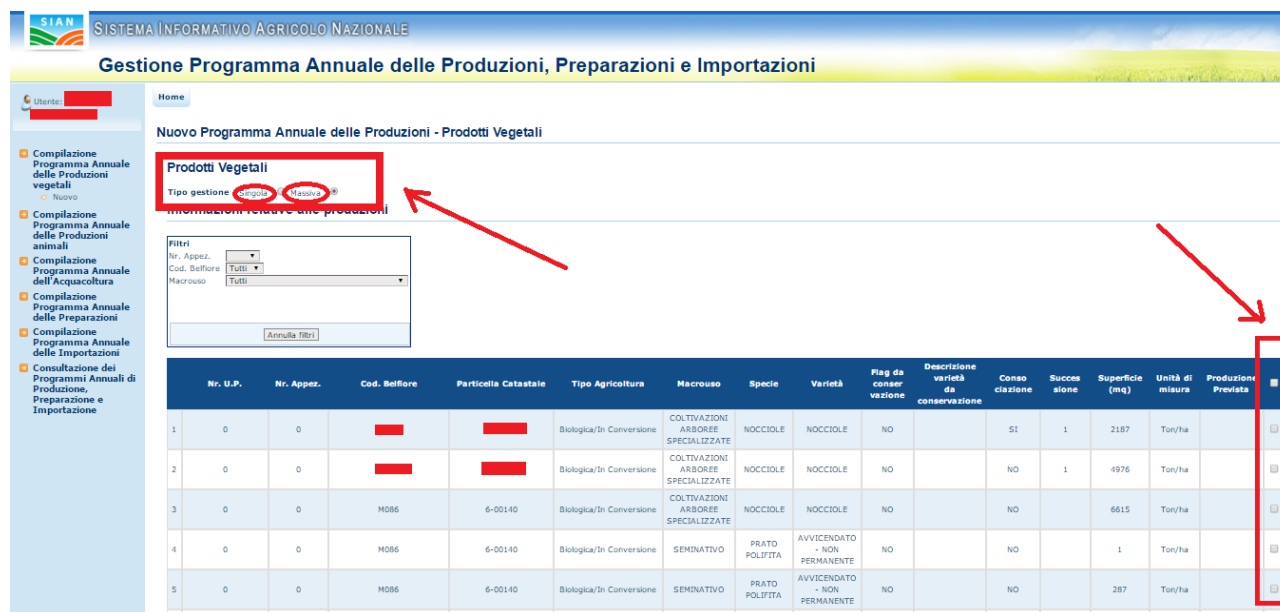 SIAN
SISTEMA INFORMATIVO AGRICOLO NAZIONALE
Gestione Programma Annuale delle Produzioni, Preparazioni e Importazioni
Utente:
Home
Nuovo Programma Annuale delle Produzioni - Prodotti Vegetali
Compilazione
Programma Annuale
delle Produzioni
vegetali
Nuovo
Compilazione
Programma Annuale
delle Produzioni
animali
Compilazione
Programma Annuale
dell'Acquacoltura
Compilazione
Programma Annuale
delle Preparazioni
Compilazione
Programma Annuale
delle Importazioni
Consultazione dei
Programmi Annuali di
Produzione,
Preparazione e
Importazione
Prodotti Vegetali
Tipo gestione Singola Massiva
Informazioni relative alle produzioni
Filtri
Nr. Appez.
Cod. Belfiore Tutti
Macrouso Tutti
Annulla filtri
Nr. U.P. Nr. Appez. Cod. Belfiore Particella Catastale Tipo Agricoltura Macrouso Specie Varietà Flag da conser vazione Descrizione varietà da conservazione Conso ciazione Succes sione Superficie (mq) Unità di misura Produzione Prevista
1 0 0 Biologica/In Conversione COLTIVAZIONI ARBOREE SPECIALIZZATE NOCCIOLE NOCCIOLE NO SI 1 2187 Ton/ha
2 0 0 Biologica/In Conversione COLTIVAZIONI ARBOREE SPECIALIZZATE NOCCIOLE NOCCIOLE NO NO 1 4976 Ton/ha
3 0 0 M086 6-00140 Biologica/In Conversione COLTIVAZIONI ARBOREE SPECIALIZZATE NOCCIOLE NOCCIOLE NO NO 6615 Ton/ha
4 0 0 M086 6-00140 Biologica/In Conversione SEMINATIVO PRATO POLIFITA AVVICENDATO - NON PERMANENTE NO NO 1 Ton/ha
5 0 0 M086 6-00140 Biologica/In Conversione SEMINATIVO PRATO POLIFITA AVVICENDATO - NON PERMANENTE NO NO 287 Ton/ha